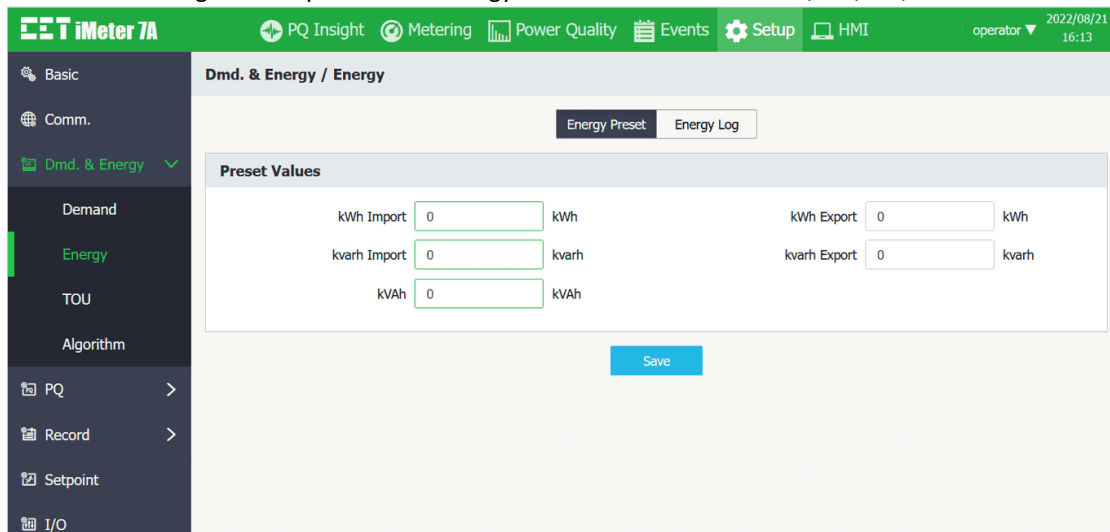 CET iMeter 7A
PQ Insight Metering Power Quality Events Setup HMI
operator ▼ 2022/08/21
16:13
Basic
Comm.
Dmd. & Energy
Demand
Energy
TOU
Algorithm
PQ
Record
Setpoint
I/O
Dmd. & Energy / Energy
Energy Preset Energy Log
Preset Values
kWh Import 0 kWh kWh Export 0 kWh
kvarh Import 0 kvarh kvarh Export 0 kvarh
kVAh 0 kVAh
Save